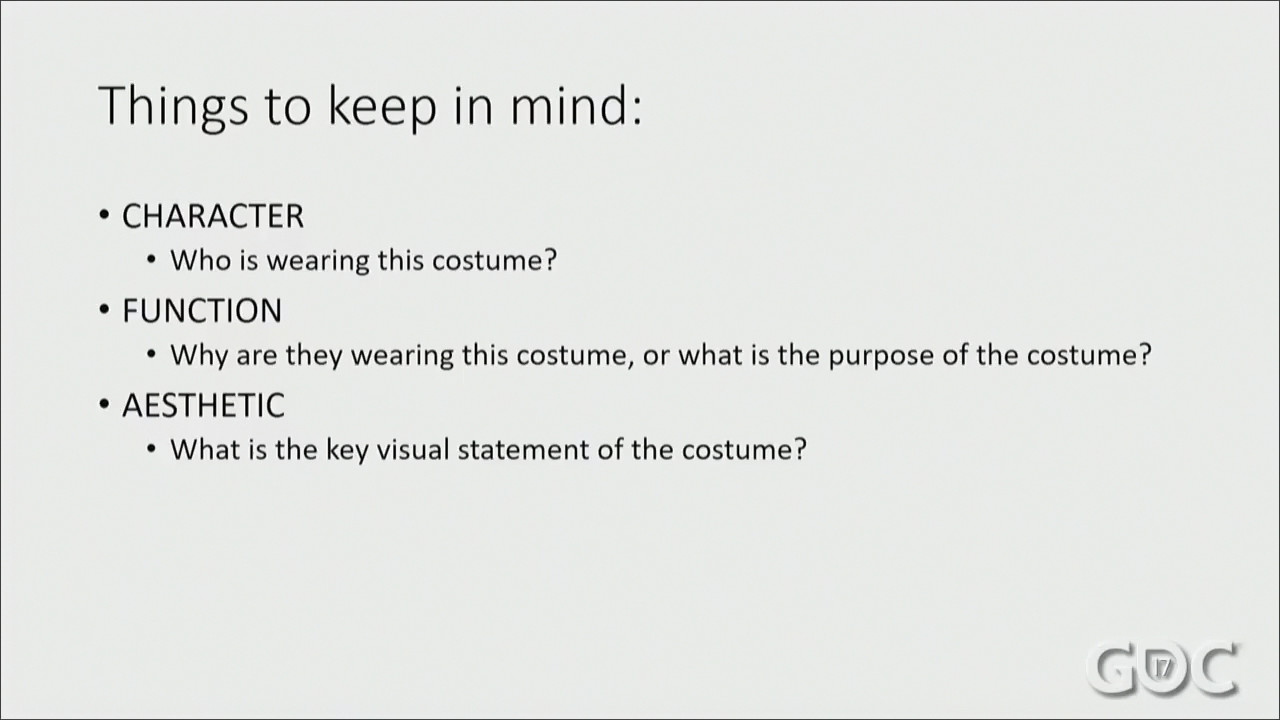 Things to keep in mind:
• CHARACTER
• Who is wearing this costume?
• FUNCTION
• Why are they wearing this costume, or what is the purpose of the costume?
• AESTHETIC
• What is the key visual statement of the costume?
GDC
17